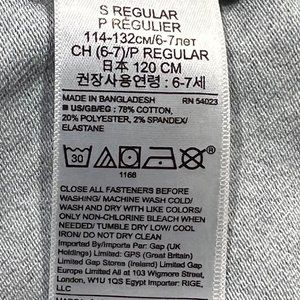 S REGULAR
P RÉGULIER
114-132cм/6-7лет
CH (6-7)/P REGULAR
日本 120 CM
권장사용연령 : 6-7세
MADE IN BANGLADESH RN 54023
■ US/GB/EG : 78% COTTON,
20% POLYESTER, 2% SPANDEX/
ELASTANE
30
1168
CLOSE ALL FASTENERS BEFORE
WASHING/ MACHINE WASH COLD/
WASH AND DRY WITH LIKE COLORS/
ONLY NON-CHLORINE BLEACH WHEN
NEEDED/ TUMBLE DRY LOW/ COOL
IRON/ DO NOT DRY CLEAN
Imported By/Importe Par: Gap (UK
Holdings) Limited: GPS (Great Britain)
Limited Gap Stores (Ireland) Limited Gap
Europe Limited All at 103 Wigmore Street,
London, W1U 1QS Egypt Importer: RIGE,
LLC